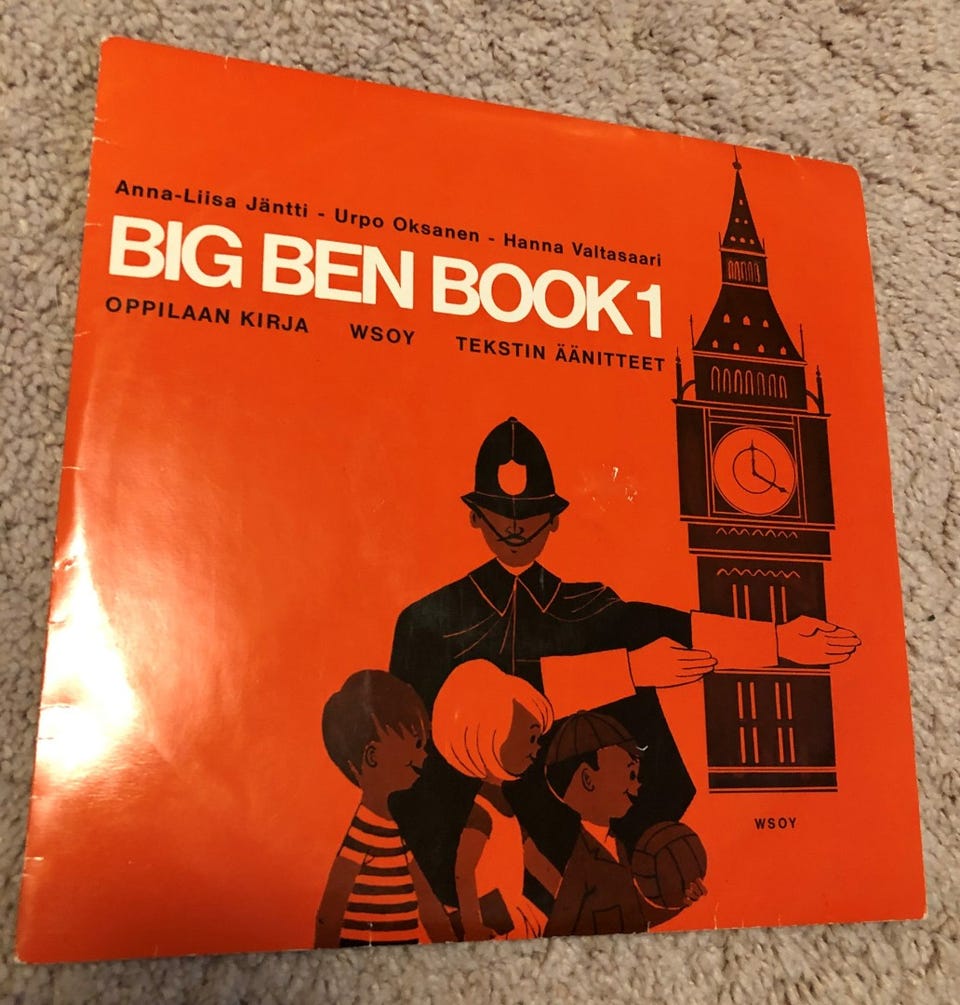 Anna-Liisa Jäntti - Urpo Oksanen - Hanna Valtasaari
BIG BEN BOOK 1
OPPILAAN KIRJA WSOY TEKSTIN ÄÄNITTEET
WSOY